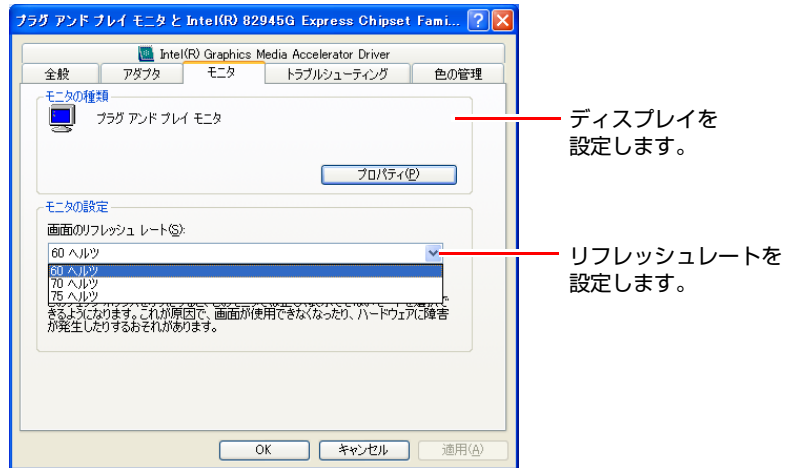 プラグ アンド プレイ モニタ と Intel(R) 82945G Express Chipset Fami...
Intel(R) Graphics Media Accelerator Driver
全般 アダプタ モニタ トラブルシューティング 色の管理
モニタの種類
プラグ アンド プレイ モニタ
プロパティ(P)
モニタの設定
画面のリフレッシュ レート(S):
60 ヘルツ
60 ヘルツ
70 ヘルツ
75 ヘルツ
きるようになります。これが原因で、画面が使用できなくなったり、ハードウェアに障害
が発生したりするおそれがあります。
OK キャンセル 適用(A)
ディスプレイを
設定します。
リフレッシュレートを
設定します。